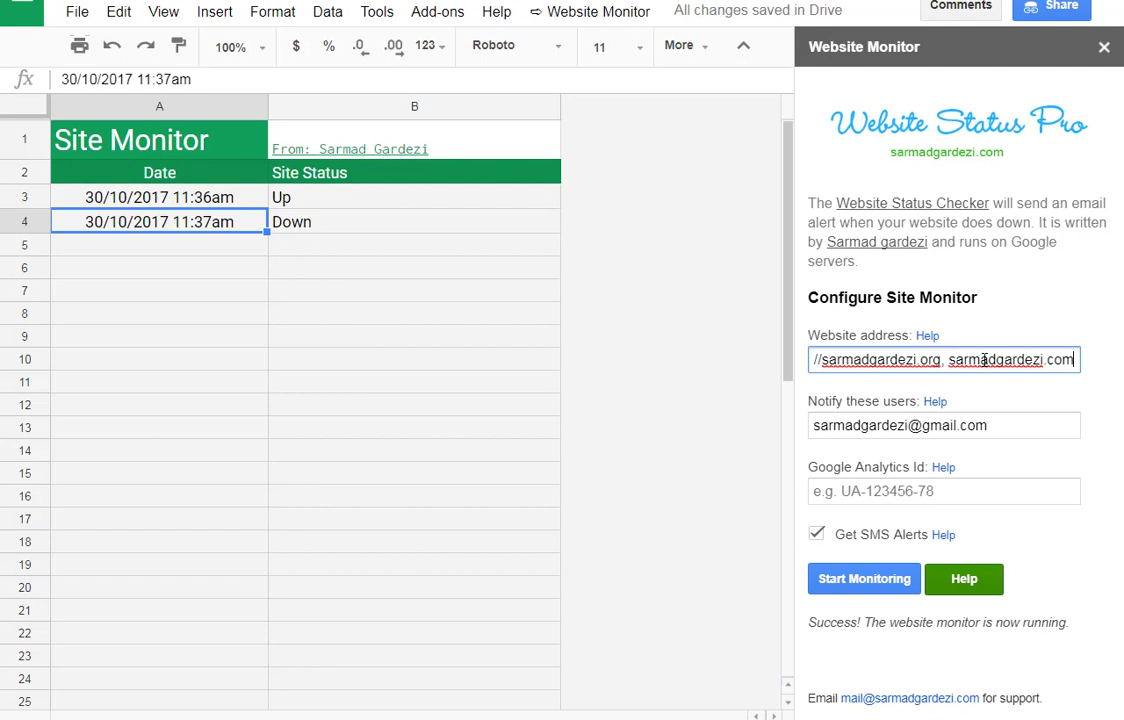 File Edit View Insert Format Data Tools Add-ons Help ⇨ Website Monitor All changes saved in Drive Comments Share
100% $ % .0 .00 123 Roboto 11 More
fx 30/10/2017 11:37am
A B
1 Site Monitor From: Sarmad Gardezi
2 Date Site Status
3 30/10/2017 11:36am Up
4 30/10/2017 11:37am Down
5
6
7
8
9
10
11
12
13
14
15
16
17
18
19
20
21
22
23
24
25
Website Monitor ×
Website Status Pro
sarmadgardezi.com
The Website Status Checker will send an email
alert when your website does down. It is written
by Sarmad gardezi and runs on Google
servers.
Configure Site Monitor
Website address: Help
//sarmadgardezi.org, sarmadgardezi.com
Notify these users: Help
sarmadgardezi@gmail.com
Google Analytics Id: Help
e.g. UA-123456-78
Get SMS Alerts Help
Start Monitoring Help
Success! The website monitor is now running.
Email mail@sarmadgardezi.com for support.